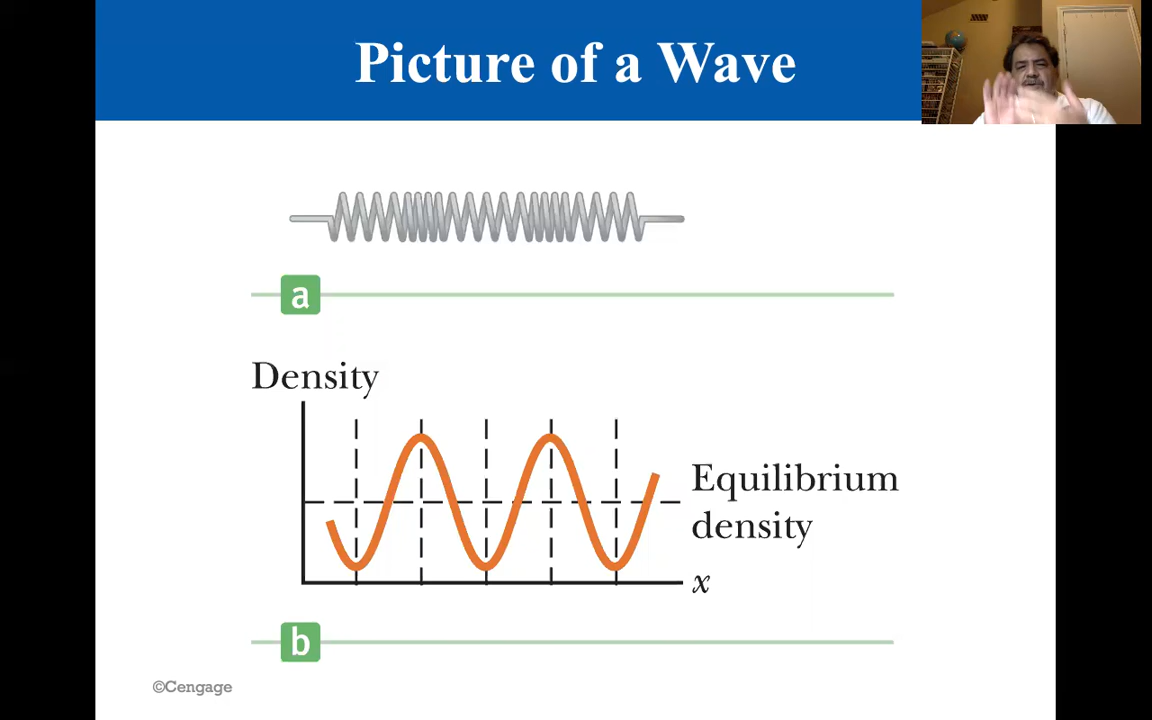 Picture of a Wave
a
Density
Equilibrium
density
x
b
©Cengage